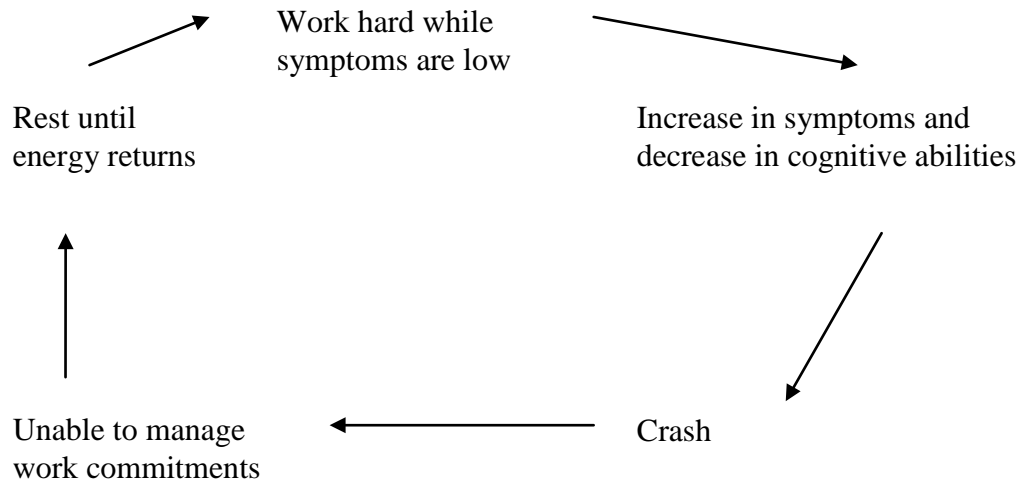 Work hard while
symptoms are low
Rest until
energy returns
Increase in symptoms and
decrease in cognitive abilities
Unable to manage
work commitments
Crash